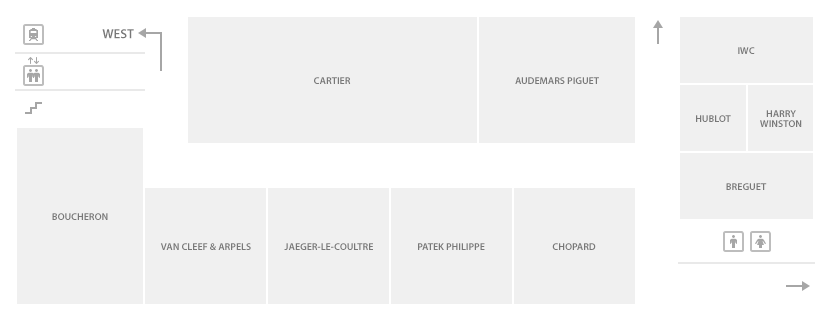 WEST
CARTIER
AUDEMARS PIGUET
IWC
HUBLOT
HARRY
WINSTON
BREGUET
BOUCHERON
VAN CLEEF & ARPELS
JAEGER-LE-COULTRE
PATEK PHILIPPE
CHOPARD